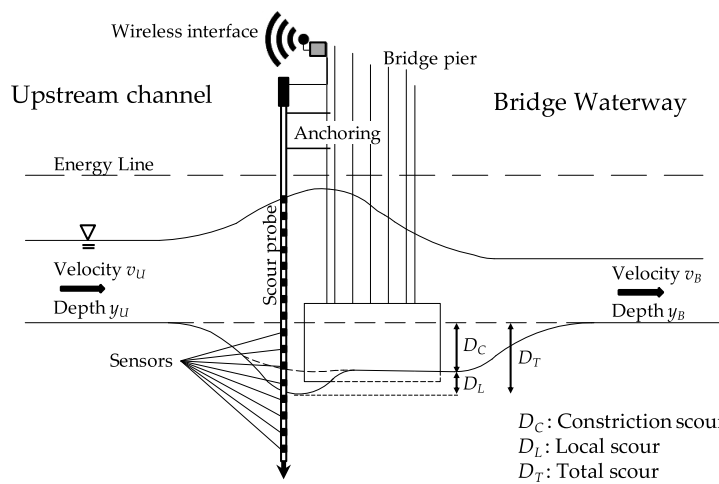 Wireless interface
Bridge pier
Upstream channel
Bridge Waterway
Anchoring
Energy Line
Scour probe
Velocity v_U
Depth y_U
Velocity v_B
Depth y_B
Sensors
D_C
D_T
D_L
D_C: Constriction scour
D_L: Local scour
D_T: Total scour